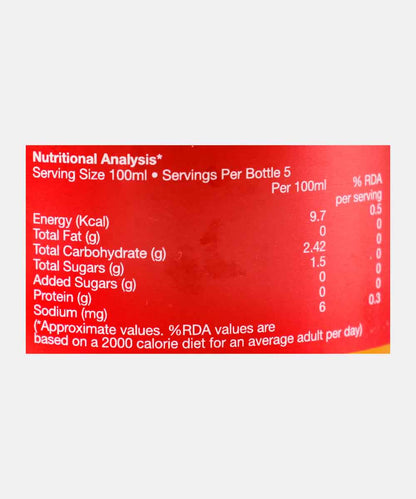 Nutritional Analysis*
Serving Size 100ml • Servings Per Bottle 5
Per 100ml % RDA per serving
Energy (Kcal) 9.7 0.5
Total Fat (g) 0 0
Total Carbohydrate (g) 2.42 0
Total Sugars (g) 1.5 0
Added Sugars (g) 0 0
Protein (g) 0 0
Sodium (mg) 6 0.3
(*Approximate values. %RDA values are
based on a 2000 calorie diet for an average adult per day)